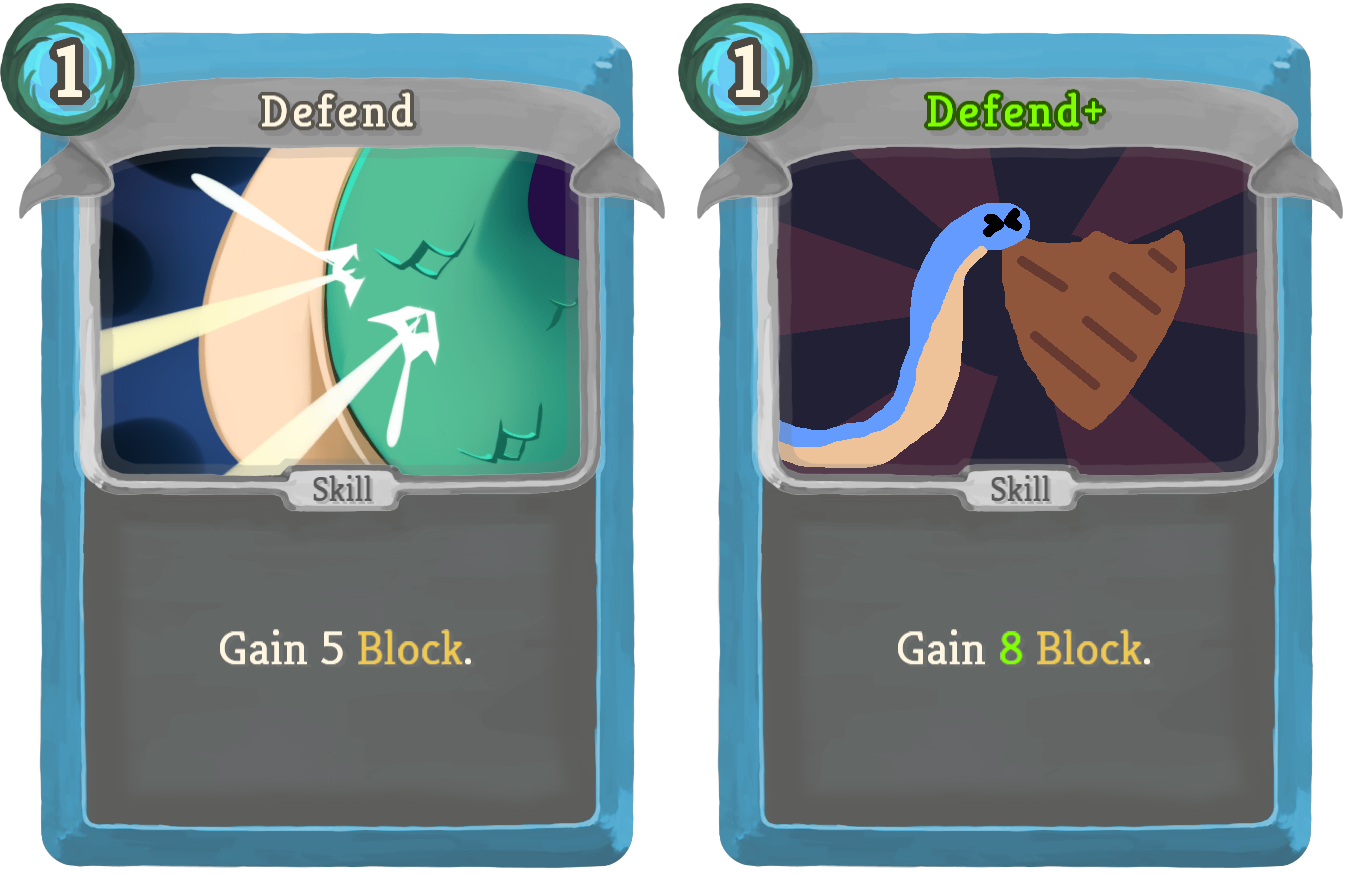 1
Defend
Skill
Gain 5 Block.
1
Defend+
Skill
Gain 8 Block.